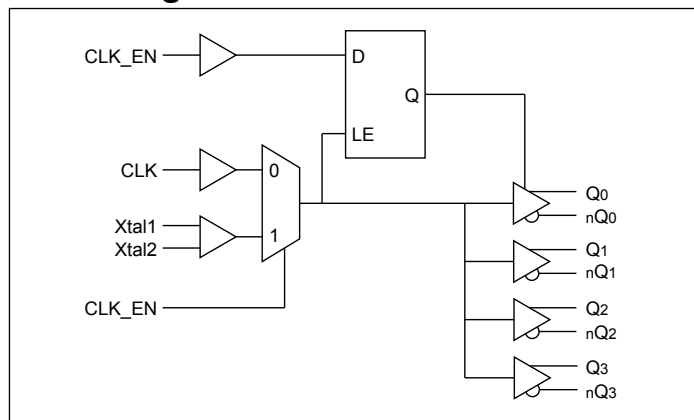 CLK_EN
D
Q
LE
CLK
0
Xtal1
Xtal2
1
CLK_EN
Q0
nQ0
Q1
nQ1
Q2
nQ2
Q3
nQ3